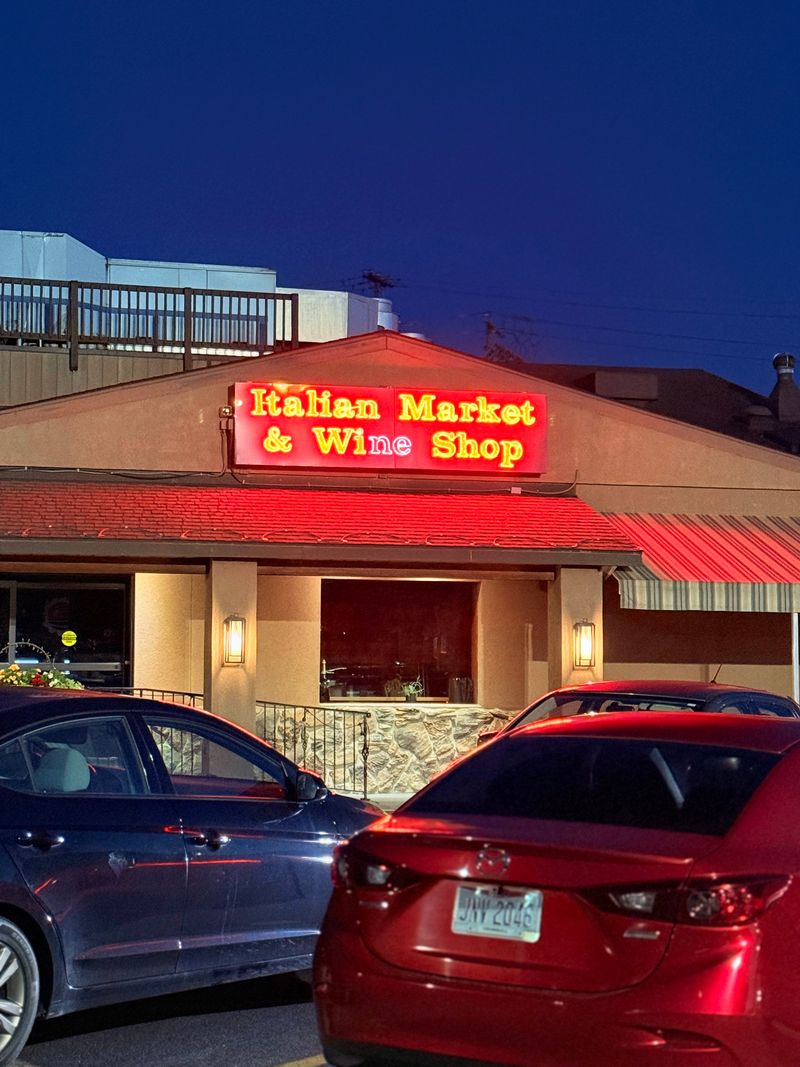 Italian Market
& Wine Shop
JNV 2046